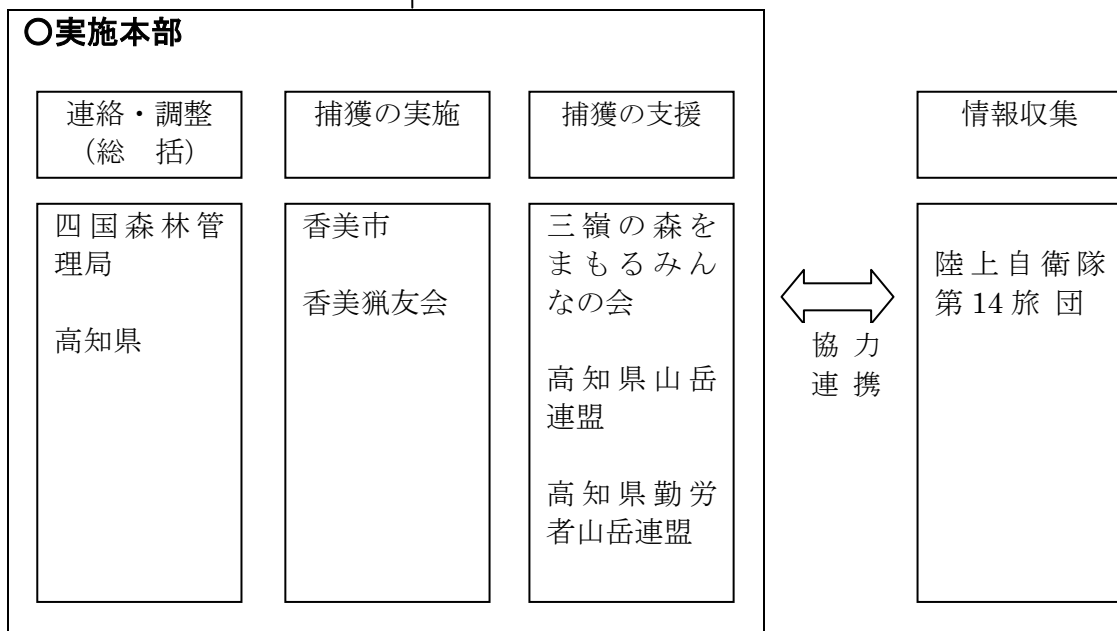 ○実施本部
連絡・調整
（総　括）
四国森林管
理局
高知県
捕獲の実施
香美市
香美猟友会
捕獲の支援
三嶺の森を
まもるみん
なの会
高知県山岳
連盟
高知県勤労
者山岳連盟
協 力
連 携
情報収集
陸上自衛隊
第 14 旅 団